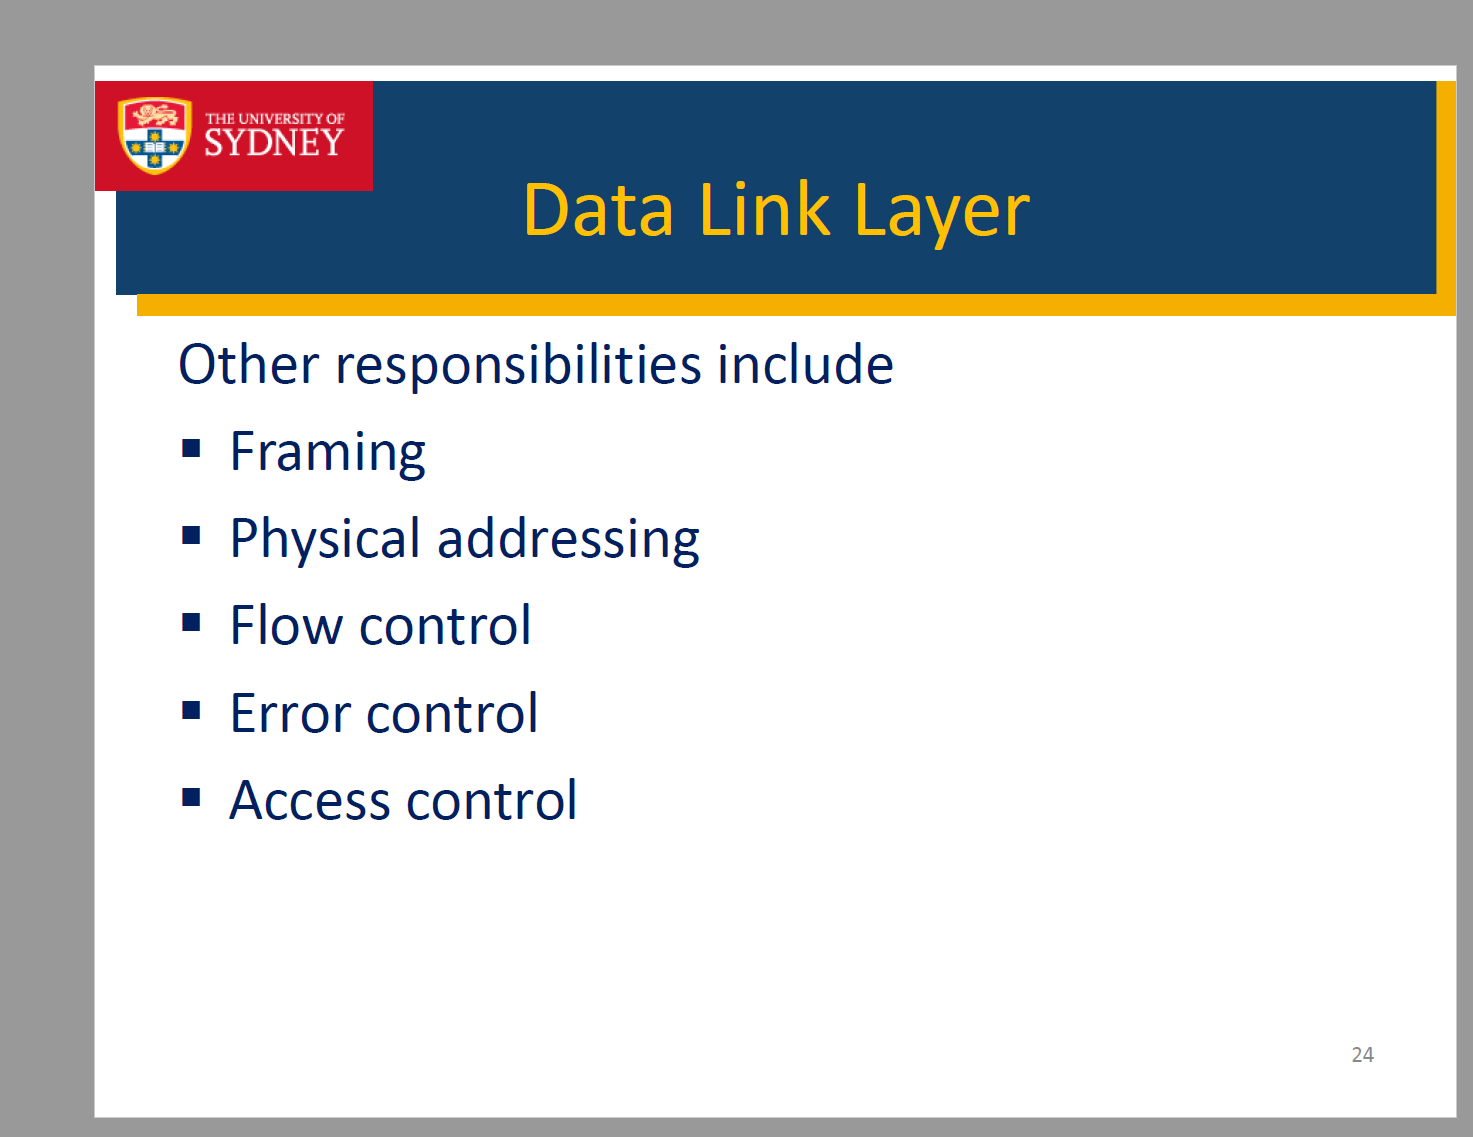 THE UNIVERSITY OF
SYDNEY
Data Link Layer
Other responsibilities include
▪ Framing
▪ Physical addressing
▪ Flow control
▪ Error control
▪ Access control
24